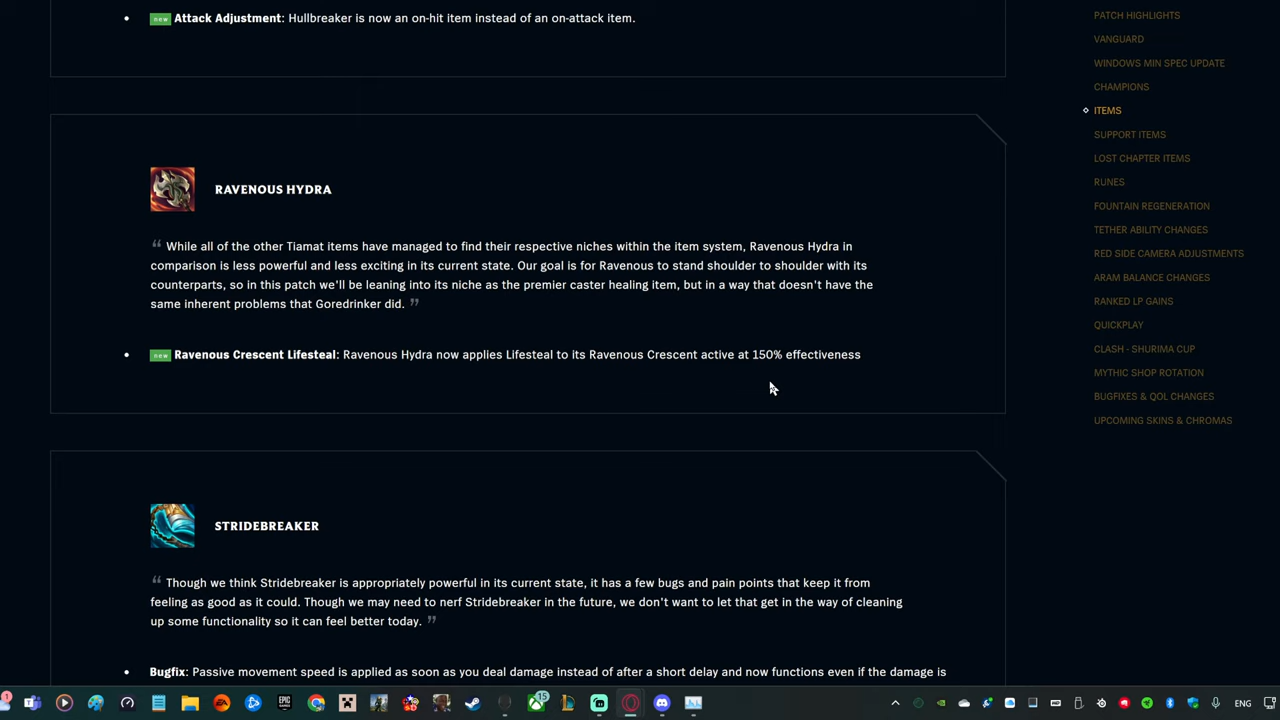 new Attack Adjustment: Hullbreaker is now an on-hit item instead of an on-attack item.
RAVENOUS HYDRA
“ While all of the other Tiamat items have managed to find their respective niches within the item system, Ravenous Hydra in
comparison is less powerful and less exciting in its current state. Our goal is for Ravenous to stand shoulder to shoulder with its
counterparts, so in this patch we'll be leaning into its niche as the premier caster healing item, but in a way that doesn't have the
same inherent problems that Goredrinker did. ”
new Ravenous Crescent Lifesteal: Ravenous Hydra now applies Lifesteal to its Ravenous Crescent active at 150% effectiveness
STRIDEBREAKER
“ Though we think Stridebreaker is appropriately powerful in its current state, it has a few bugs and pain points that keep it from
feeling as good as it could. Though we may need to nerf Stridebreaker in the future, we don't want to let that get in the way of cleaning
up some functionality so it can feel better today. ”
Bugfix: Passive movement speed is applied as soon as you deal damage instead of after a short delay and now functions even if the damage is
PATCH HIGHLIGHTS
VANGUARD
WINDOWS MIN SPEC UPDATE
CHAMPIONS
ITEMS
SUPPORT ITEMS
LOST CHAPTER ITEMS
RUNES
FOUNTAIN REGENERATION
TETHER ABILITY CHANGES
RED SIDE CAMERA ADJUSTMENTS
ARAM BALANCE CHANGES
RANKED LP GAINS
QUICKPLAY
CLASH - SHURIMA CUP
MYTHIC SHOP ROTATION
BUGFIXES & QOL CHANGES
UPCOMING SKINS & CHROMAS
1
EA
EPIC
15
ENG